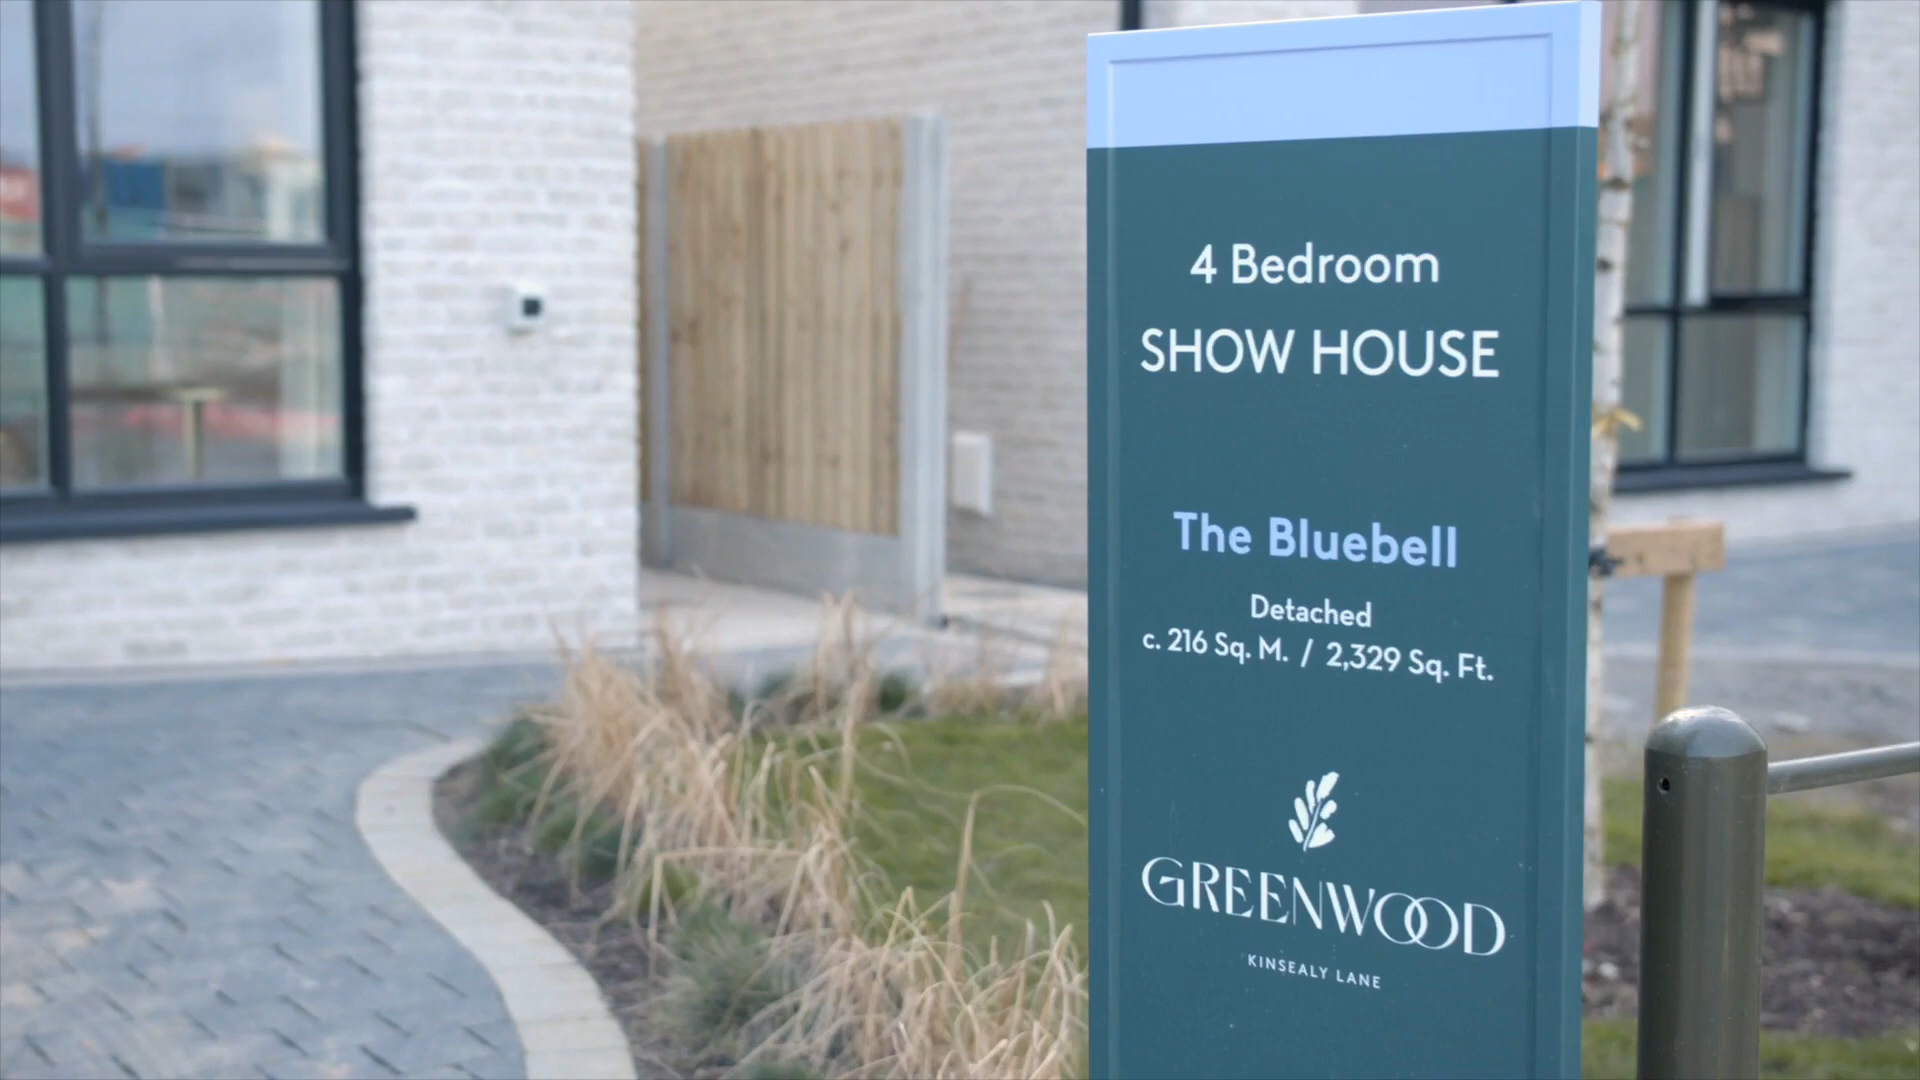 4 Bedroom
SHOW HOUSE
The Bluebell
Detached
c. 216 Sq. M. / 2,329 Sq. Ft.
GREENWOOD
KINSEALY LANE